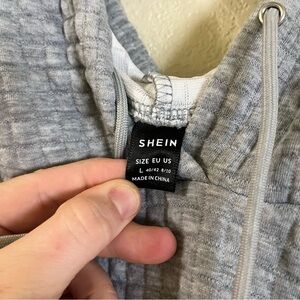 SHEIN
SIZE EU US
L 40/42 8/10
MADE IN CHINA